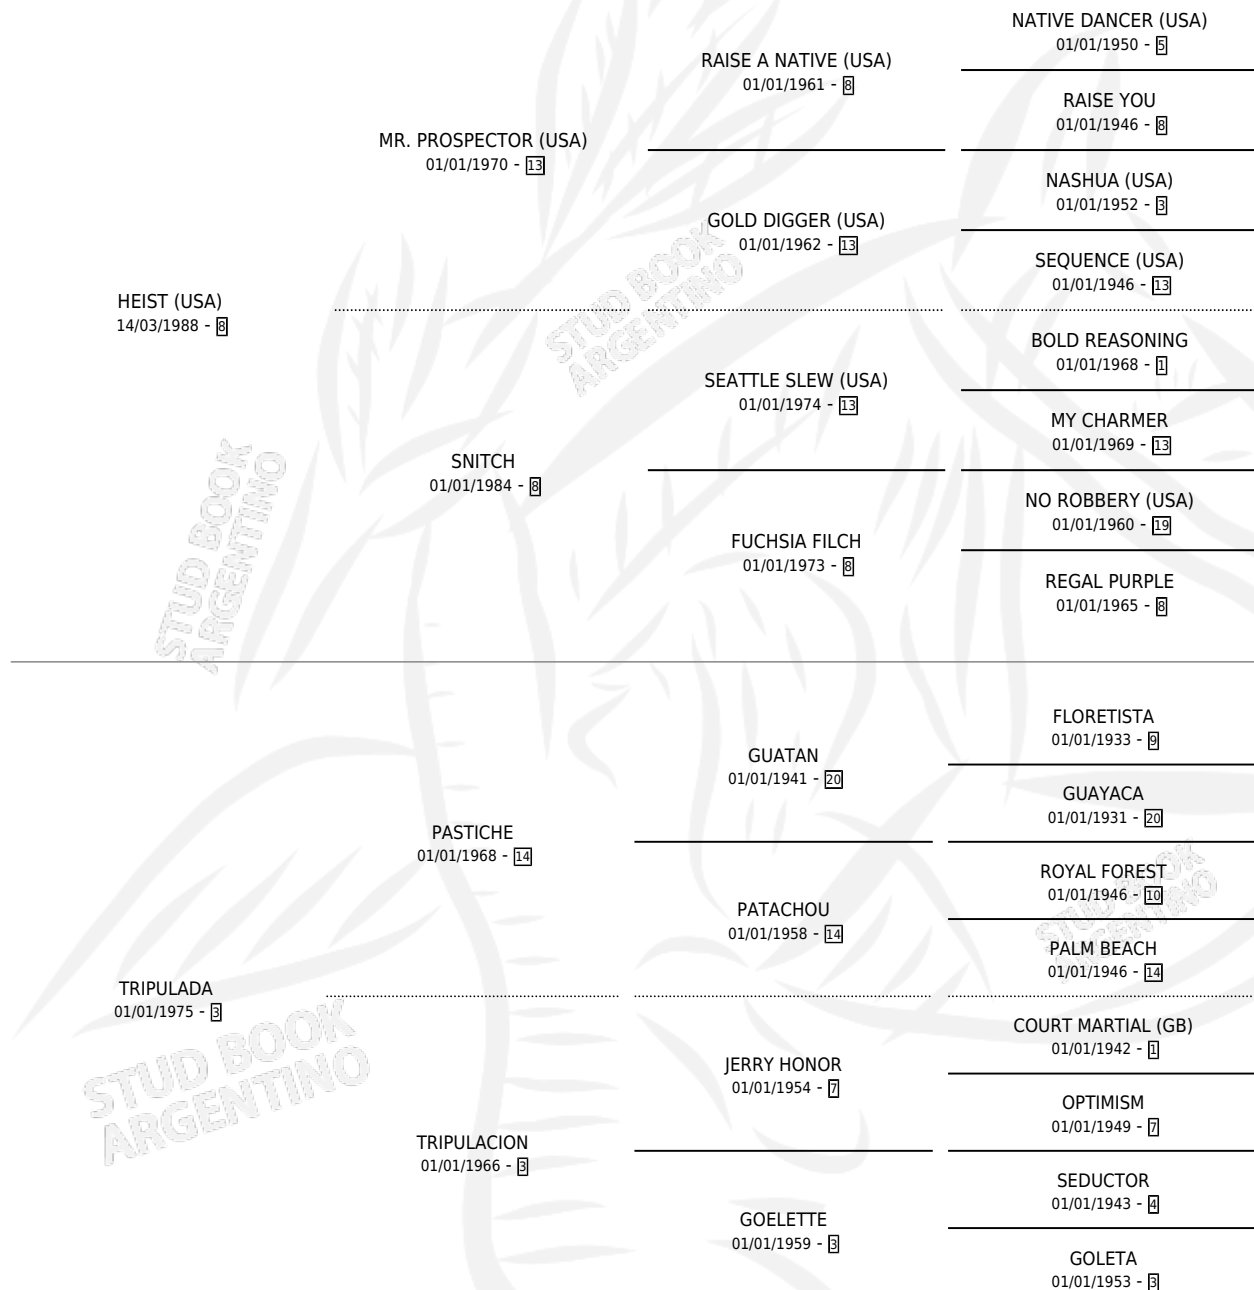 NATIVE DANCER (USA)
01/01/1950 - 5
RAISE A NATIVE (USA)
01/01/1961 - 8
RAISE YOU
01/01/1946 - 8
MR. PROSPECTOR (USA)
01/01/1970 - 13
NASHUA (USA)
01/01/1952 - 3
GOLD DIGGER (USA)
01/01/1962 - 13
SEQUENCE (USA)
01/01/1946 - 13
HEIST (USA)
14/03/1988 - 8
BOLD REASONING
01/01/1968 - 1
SEATTLE SLEW (USA)
01/01/1974 - 13
MY CHARMER
01/01/1969 - 13
SNITCH
01/01/1984 - 8
NO ROBBERY (USA)
01/01/1960 - 19
FUCHSIA FILCH
01/01/1973 - 8
REGAL PURPLE
01/01/1965 - 8
FLORETISTA
01/01/1933 - 9
GUATAN
01/01/1941 - 20
GUAYACA
01/01/1931 - 20
PASTICHE
01/01/1968 - 14
ROYAL FOREST
01/01/1946 - 10
PATACHOU
01/01/1958 - 14
PALM BEACH
01/01/1946 - 14
TRIPULADA
01/01/1975 - 3
COURT MARTIAL (GB)
01/01/1942 - 1
JERRY HONOR
01/01/1954 - 7
OPTIMISM
01/01/1949 - 7
TRIPULACION
01/01/1966 - 3
SEDUCTOR
01/01/1943 - 4
GOELETTE
01/01/1959 - 3
GOLETA
01/01/1953 - 3
STUD BOOK
ARGENTINO
STUD BOOK
ARGENTINO
STUD BOOK
ARGENTINO
STUD BOOK
ARGENTINO